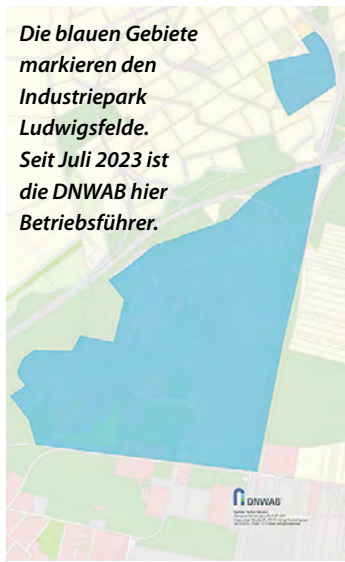 Die blauen Gebiete
markieren den
Industriepark
Ludwigsfelde.
Seit Juli 2023 ist
die DNWAB hier
Betriebsführer.
DNWAB